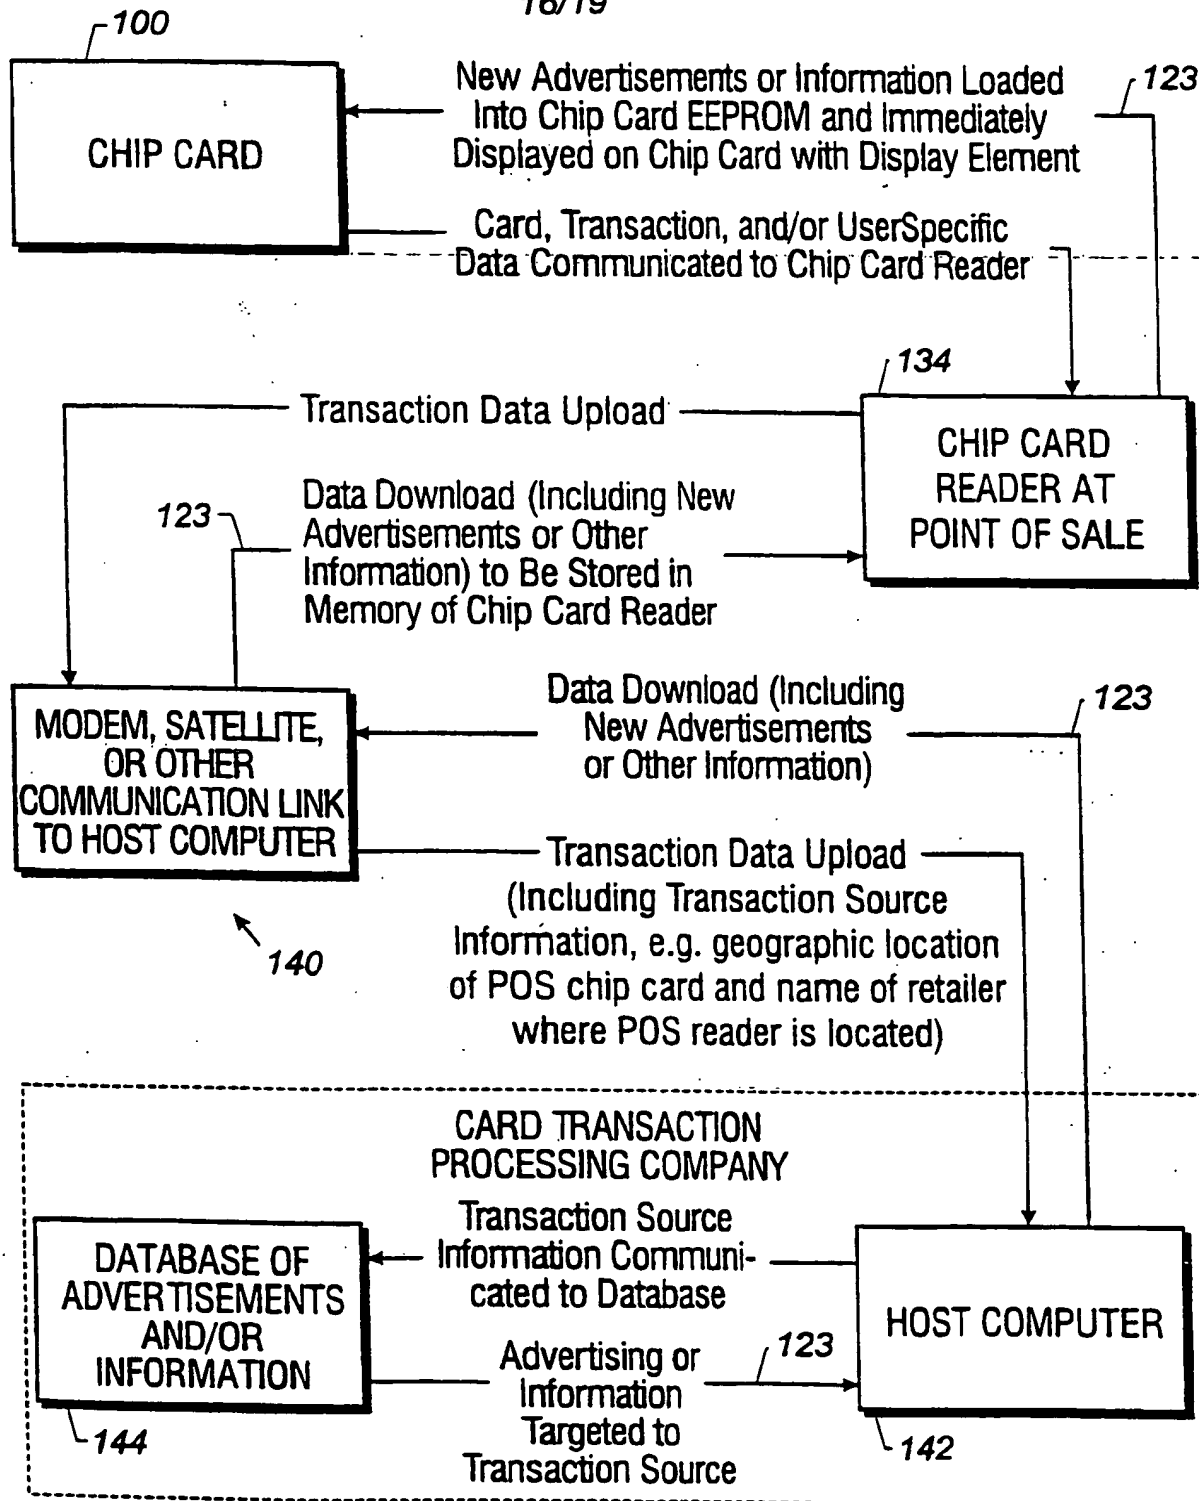 16/19
100
New Advertisements or Information Loaded
Into Chip Card EEPROM and Immediately
Displayed on Chip Card with Display Element
123
CHIP CARD
Card, Transaction, and/or UserSpecific
Data Communicated to Chip Card Reader
134
Transaction Data Upload
CHIP CARD
READER AT
POINT OF SALE
123
Data Download (Including New
Advertisements or Other
Information) to Be Stored in
Memory of Chip Card Reader
MODEM, SATELLITE,
OR OTHER
COMMUNICATION LINK
TO HOST COMPUTER
Data Download (Including
New Advertisements
or Other Information)
123
Transaction Data Upload
(Including Transaction Source
Information, e.g. geographic location
of POS chip card and name of retailer
where POS reader is located)
140
CARD TRANSACTION
PROCESSING COMPANY
Transaction Source
Information Communi-
cated to Database
DATABASE OF
ADVERTISEMENTS
AND/OR
INFORMATION
HOST COMPUTER
Advertising or
Information
Targeted to
Transaction Source
123
144
142